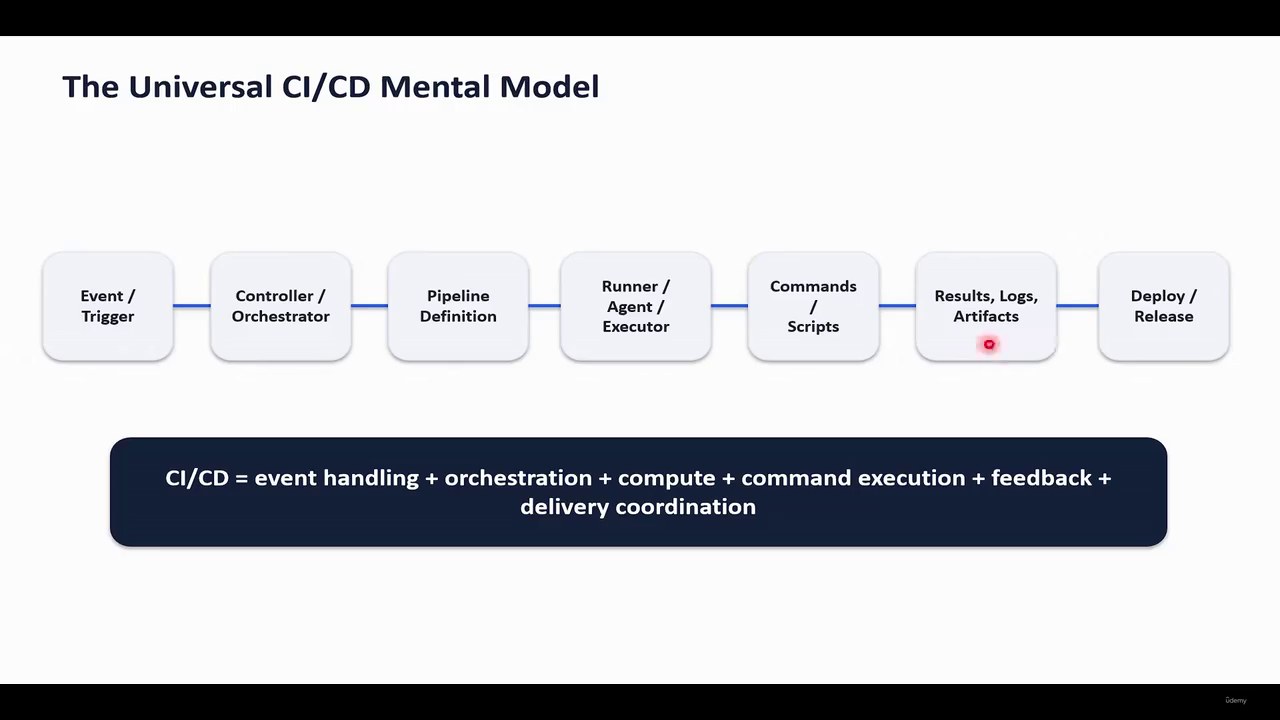 The Universal CI/CD Mental Model
Event /
Trigger
Controller /
Orchestrator
Pipeline
Definition
Runner /
Agent /
Executor
Commands
/
Scripts
Results, Logs,
Artifacts
Deploy /
Release
CI/CD = event handling + orchestration + compute + command execution + feedback +
delivery coordination
ûdemy